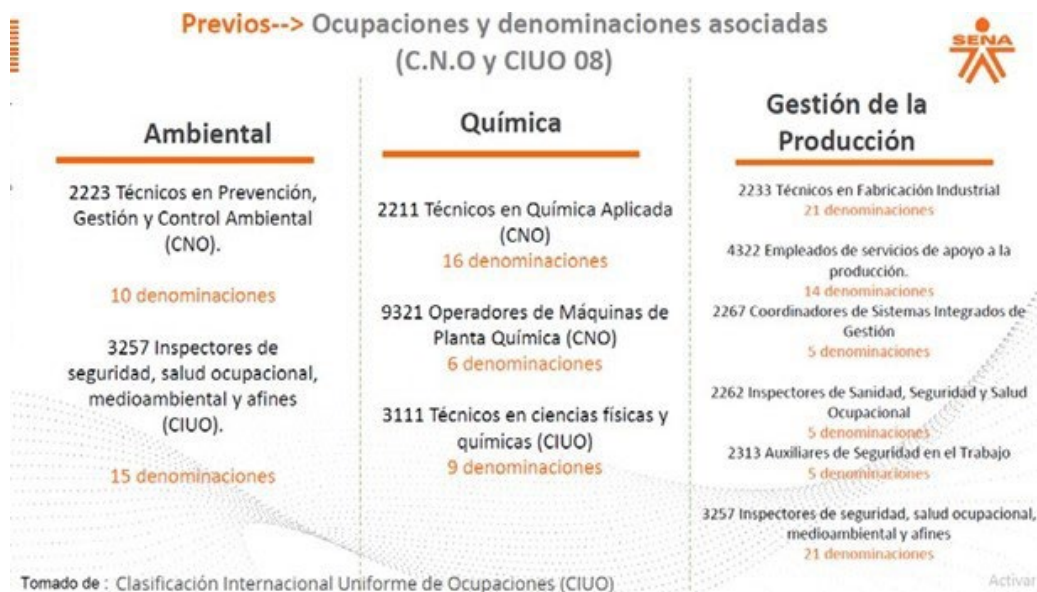 Previos--> Ocupaciones y denominaciones asociadas
(C.N.O y CIUO 08)
SENA
Ambiental
2223 Técnicos en Prevención,
Gestión y Control Ambiental
(CNO).
10 denominaciones
3257 Inspectores de
seguridad, salud ocupacional,
medioambiental y afines
(CIUO).
15 denominaciones
Química
2211 Técnicos en Química Aplicada
(CNO)
16 denominaciones
9321 Operadores de Máquinas de
Planta Química (CNO)
6 denominaciones
3111 Técnicos en ciencias físicas y
químicas (CIUO)
9 denominaciones
Gestión de la
Producción
2233 Técnicos en Fabricación Industrial
21 denominaciones
4322 Empleados de servicios de apoyo a la
producción.
14 denominaciones
2267 Coordinadores de Sistemas Integrados de
Gestión
5 denominaciones
2262 Inspectores de Sanidad, Seguridad y Salud
Ocupacional
5 denominaciones
2313 Auxiliares de Seguridad en el Trabajo
5 denominaciones
3257 Inspectores de seguridad, salud ocupacional,
medioambiental y afines
21 denominaciones
Tomado de : Clasificación Internacional Uniforme de Ocupaciones (CIUO)
Activar